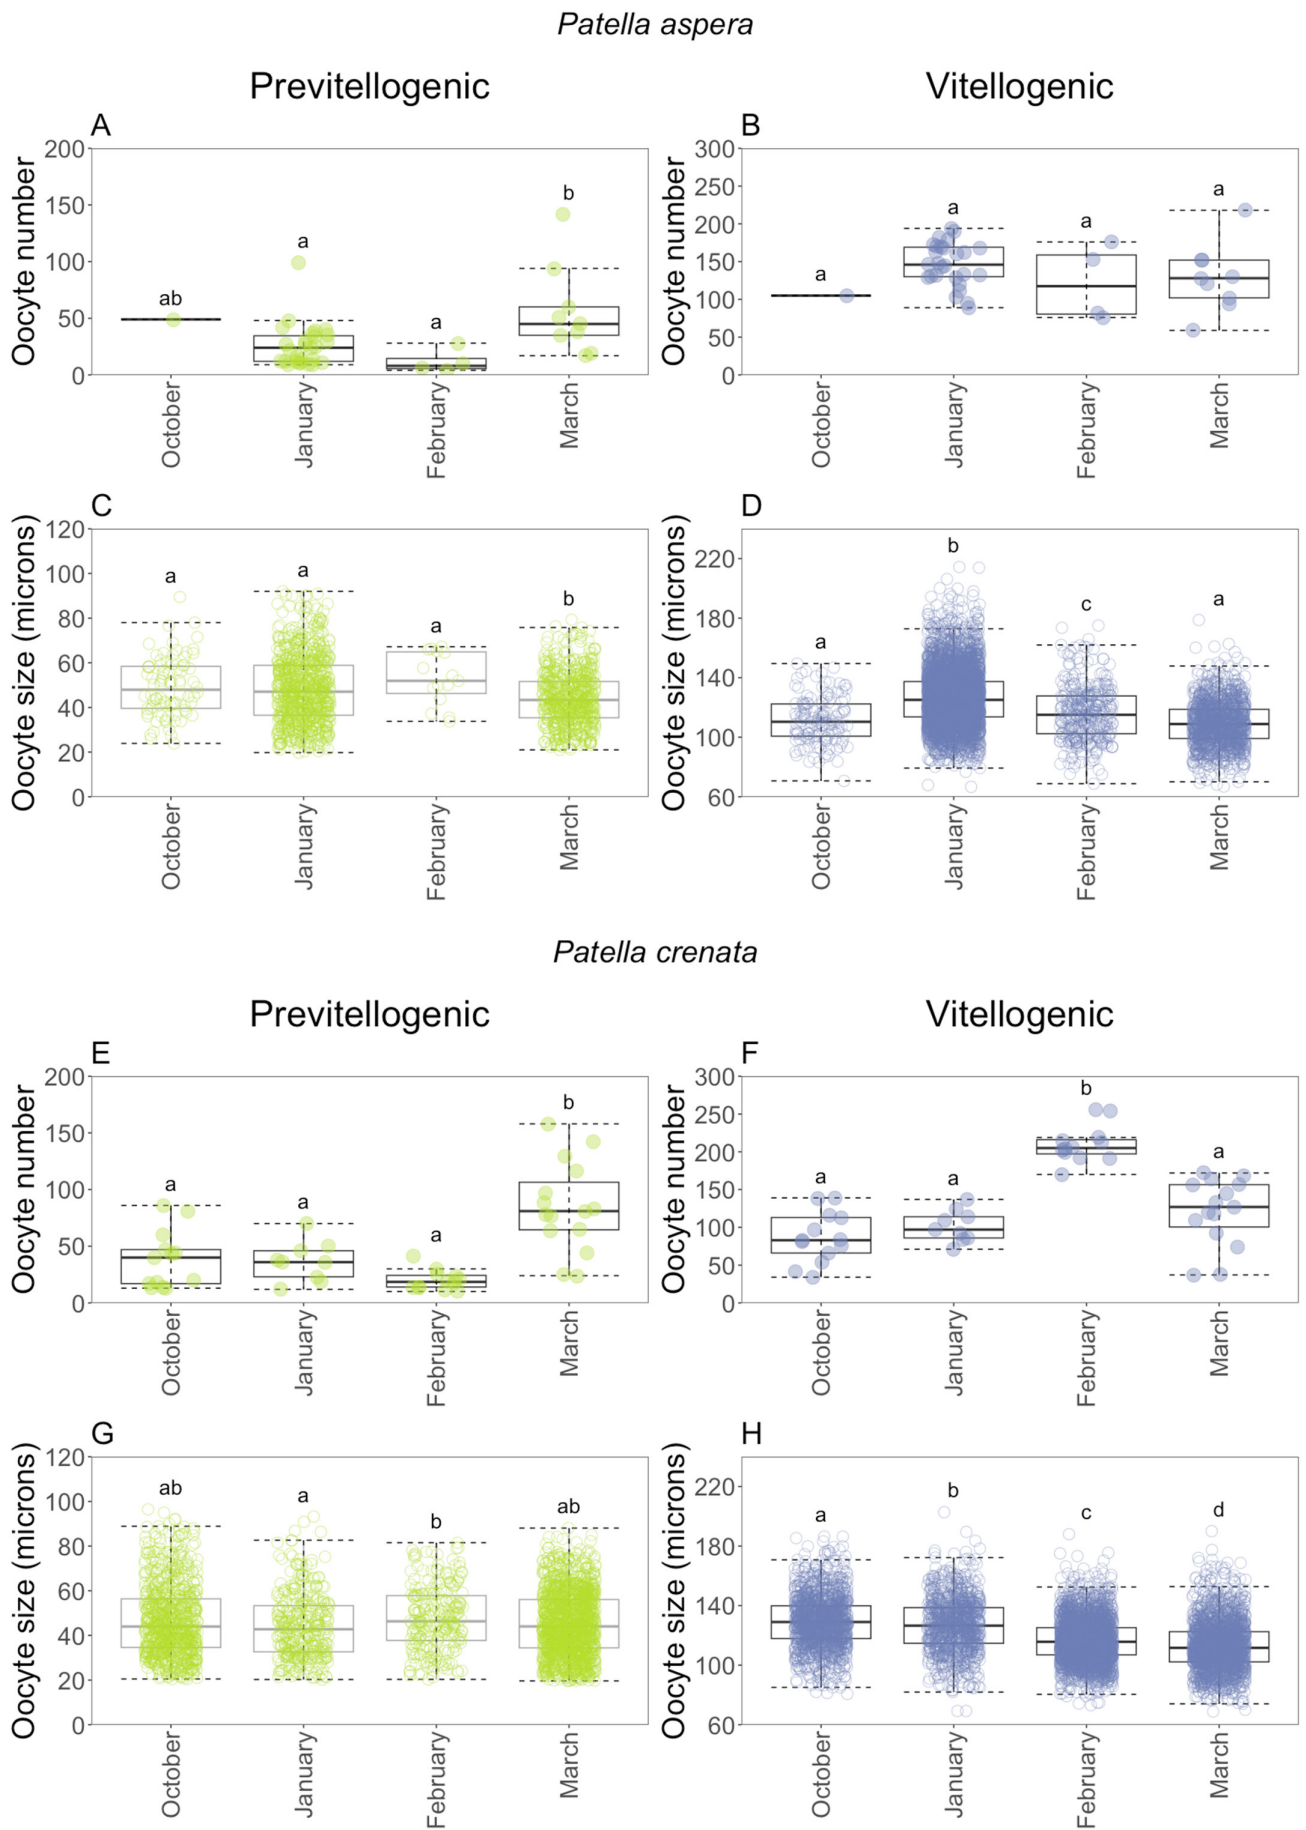 Patella aspera
Previtellogenic
Vitellogenic
A
Oocyte number
200
150
100
50
0
ab
a
a
b
October
January
February
March
B
Oocyte number
300
250
200
150
100
50
0
a
a
a
a
October
January
February
March
C
Oocyte size (microns)
120
100
80
60
40
20
0
a
a
a
b
October
January
February
March
D
Oocyte size (microns)
220
180
140
100
60
a
b
c
a
October
January
February
March
Patella crenata
Previtellogenic
Vitellogenic
E
Oocyte number
200
150
100
50
0
a
a
a
b
October
January
February
March
F
Oocyte number
300
250
200
150
100
50
0
a
a
b
a
October
January
February
March
G
Oocyte size (microns)
120
100
80
60
40
20
0
ab
a
b
ab
October
January
February
March
H
Oocyte size (microns)
220
180
140
100
60
a
b
c
d
October
January
February
March